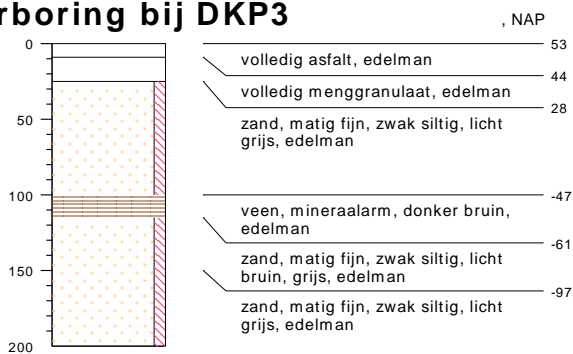 rboring bij DKP3
, NAP
0
53
volledig asfalt, edelman
44
volledig menggranulaat, edelman
28
zand, matig fijn, zwak siltig, licht
grijs, edelman
50
100
-47
veen, mineraalarm, donker bruin,
edelman
-61
zand, matig fijn, zwak siltig, licht
bruin, grijs, edelman
150
-97
zand, matig fijn, zwak siltig, licht
grijs, edelman
200